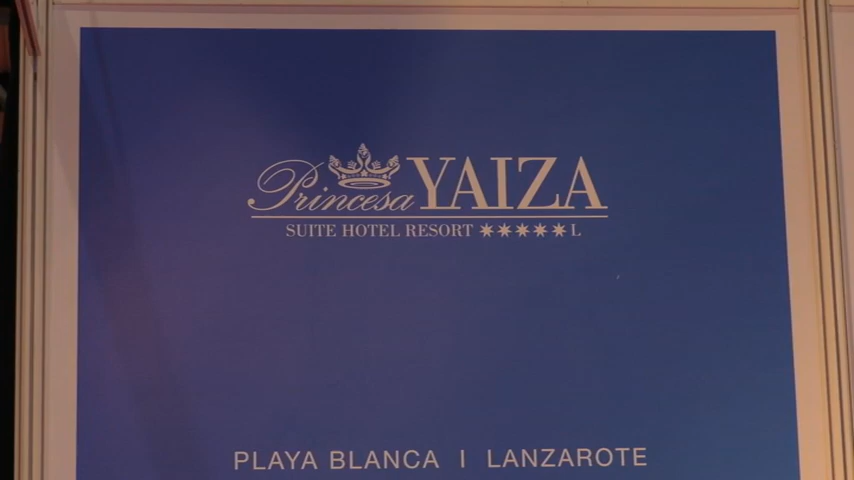 Princesa YAIZA
SUITE HOTEL RESORT ★★★★★L
PLAYA BLANCA | LANZAROTE